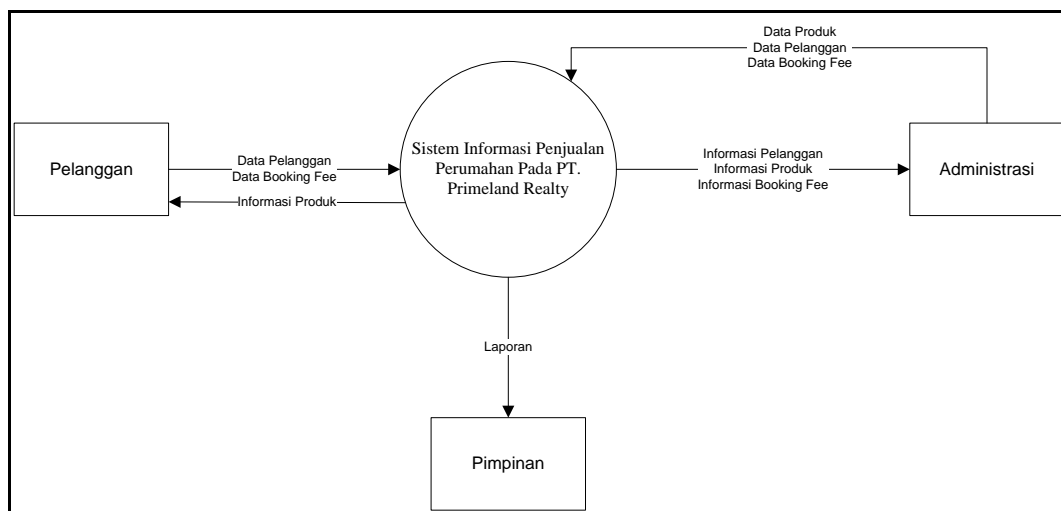 Data Produk
Data Pelanggan
Data Booking Fee
Pelanggan
Data Pelanggan
Data Booking Fee
Informasi Produk
Sistem Informasi Penjualan
Perumahan Pada PT.
Primeland Realty
Informasi Pelanggan
Informasi Produk
Informasi Booking Fee
Administrasi
Laporan
Pimpinan